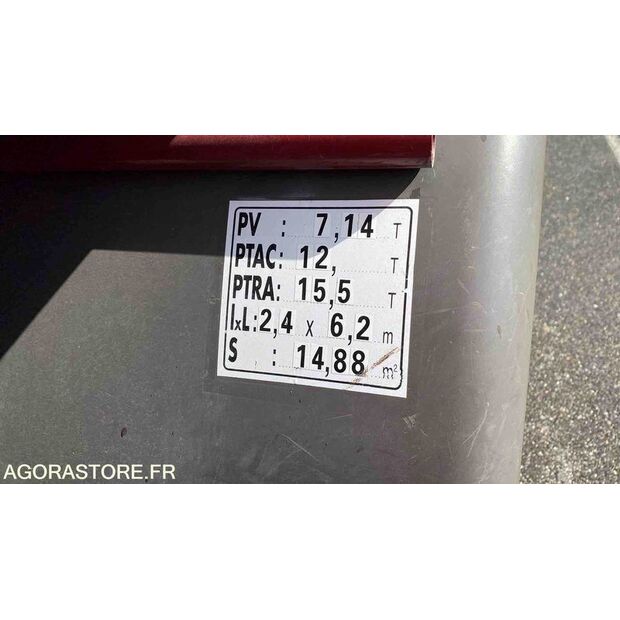 PV : 7,14 T
PTAC: 12, T
PTRA: 15,5 T
lxL: 2,4 x 6,2 m
S : 14,88 m²
AGORASTORE.FR